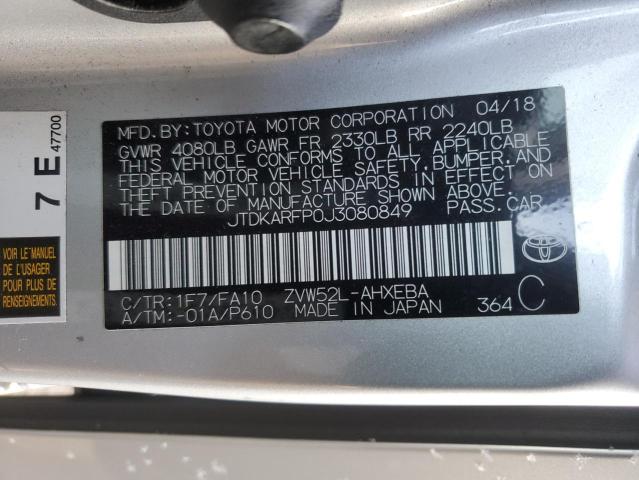 MFD. BY: TOYOTA MOTOR CORPORATION 04/18
GVWR 4080LB GAWR FR 2330LB RR 2240LB
THIS VEHICLE CONFORMS TO ALL APPLICABLE
FEDERAL MOTOR VEHICLE SAFETY, BUMPER, AND
THEFT PREVENTION STANDARDS IN EFFECT ON
THE DATE OF MANUFACTURE SHOWN ABOVE.
JTDKARFP0J3080849 PASS. CAR
C/TR: 1F7/FA10 ZVW52L-AHXEBA
A/TM: -01A/P610 MADE IN JAPAN 364 C
TOYOTA
7 E 47700
VOIR LE MANUEL
DE L'USAGER
POUR PLUS DE
RENSEIGNEMENTS